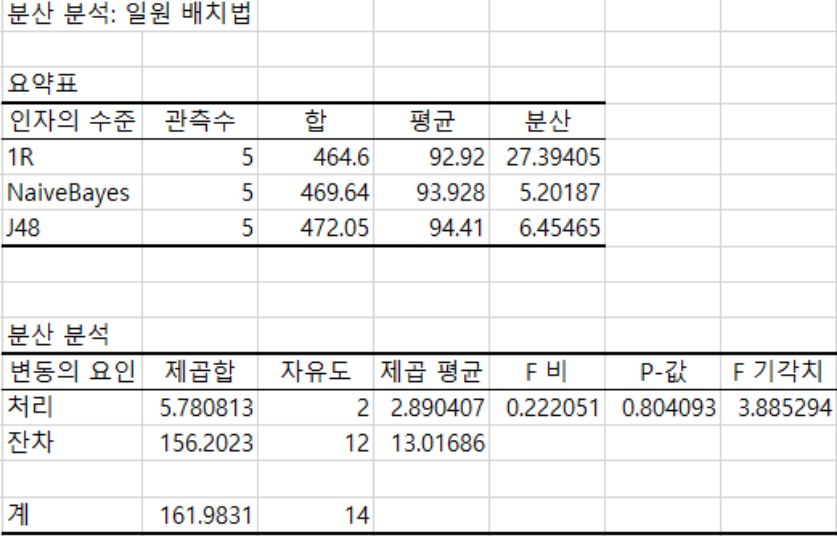 분산 분석: 일원 배치법
요약표
인자의 수준 관측수 합 평균 분산
1R 5 464.6 92.92 27.39405
NaiveBayes 5 469.64 93.928 5.20187
J48 5 472.05 94.41 6.45465
분산 분석
변동의 요인 제곱합 자유도 제곱 평균 F 비 P-값 F 기각치
처리 5.780813 2 2.890407 0.222051 0.804093 3.885294
잔차 156.2023 12 13.01686
계 161.9831 14